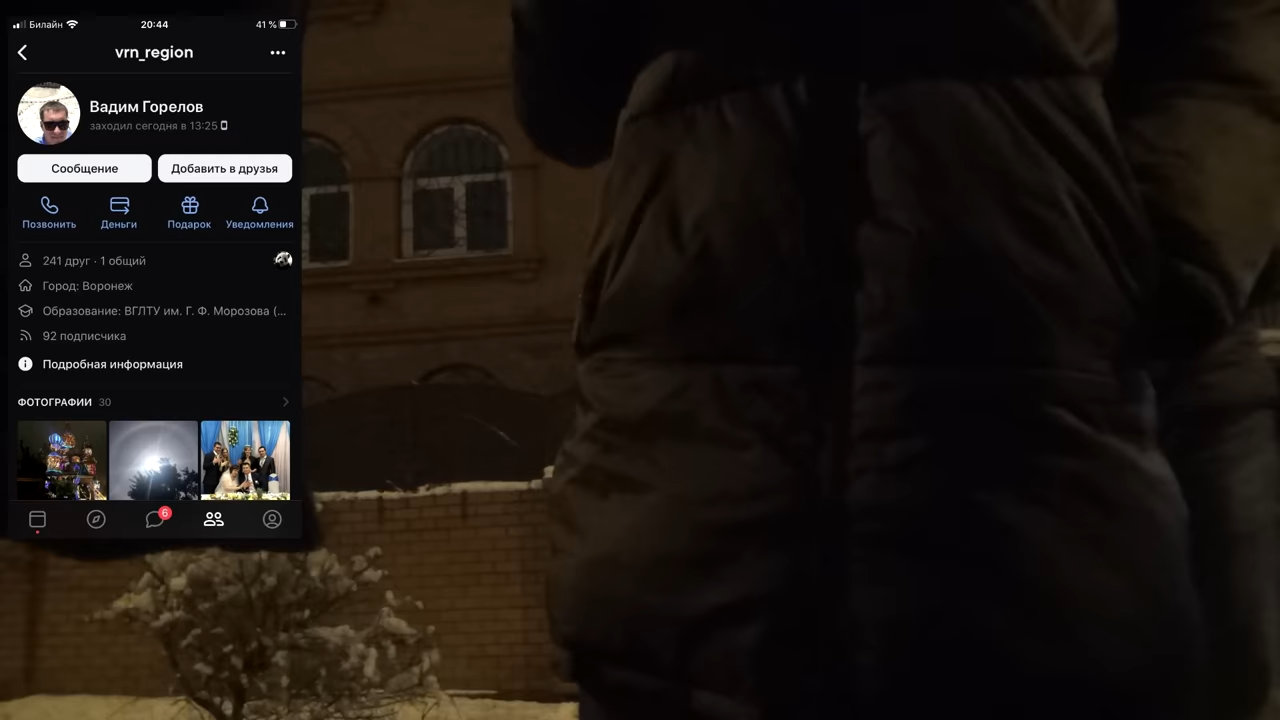 Билайн 20:44 41 %
vrn_region
Вадим Горелов
заходил сегодня в 13:25
Сообщение Добавить в друзья
Позвонить Деньги Подарок Уведомления
241 друг · 1 общий
Город: Воронеж
Образование: ВГЛТУ им. Г. Ф. Морозова (...
92 подписчика
Подробная информация
ФОТОГРАФИИ 30
6